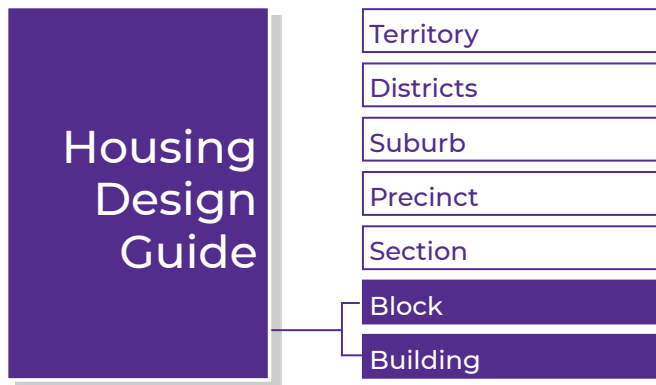 Housing
Design
Guide
Territory
Districts
Suburb
Precinct
Section
Block
Building